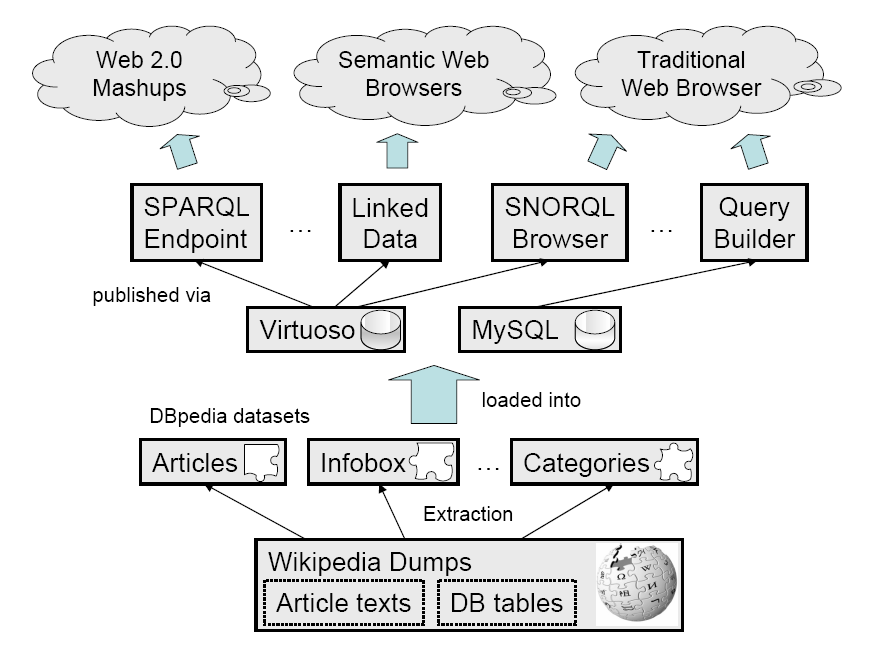 Web 2.0
Mashups
Semantic Web
Browsers
Traditional
Web Browser
SPARQL
Endpoint
...
Linked
Data
SNORQL
Browser
...
Query
Builder
published via
Virtuoso
MySQL
loaded into
DBpedia datasets
Articles
Infobox
...
Categories
Extraction
Wikipedia Dumps
Article texts
DB tables